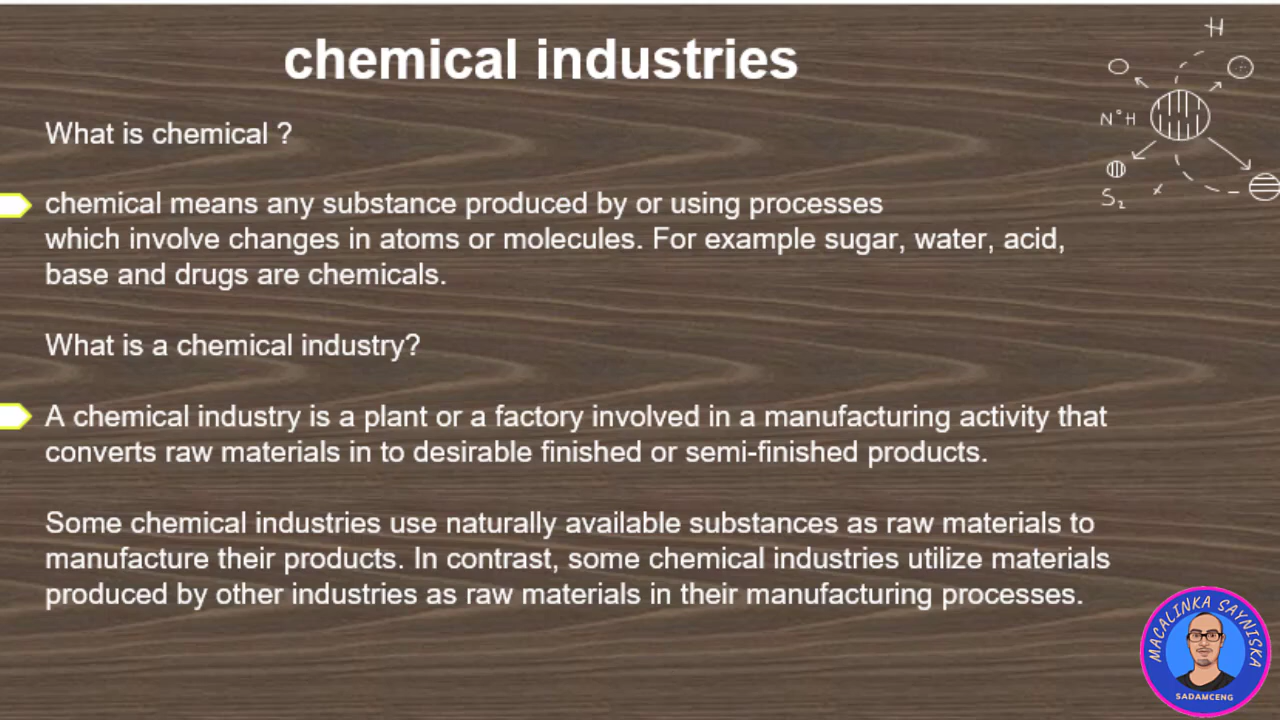 chemical industries
H
N°H
S₂
What is chemical ?
chemical means any substance produced by or using processes
which involve changes in atoms or molecules. For example sugar, water, acid,
base and drugs are chemicals.
What is a chemical industry?
A chemical industry is a plant or a factory involved in a manufacturing activity that
converts raw materials in to desirable finished or semi-finished products.
Some chemical industries use naturally available substances as raw materials to
manufacture their products. In contrast, some chemical industries utilize materials
produced by other industries as raw materials in their manufacturing processes.
MACALINKA SAYNISKA
SADAMCENG